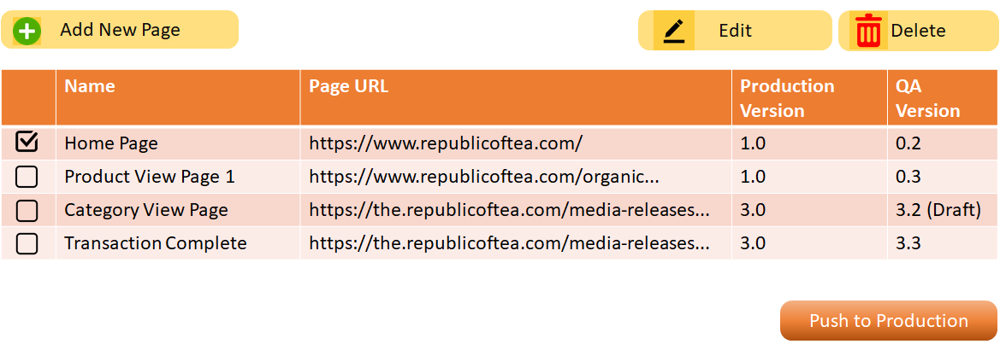 Add New Page Edit Delete
Name Page URL Production Version QA Version
Home Page https://www.republicoftea.com/ 1.0 0.2
Product View Page 1 https://www.republicoftea.com/organic... 1.0 0.3
Category View Page https://the.republicoftea.com/media-releases... 3.0 3.2 (Draft)
Transaction Complete https://the.republicoftea.com/media-releases... 3.0 3.3
Push to Production